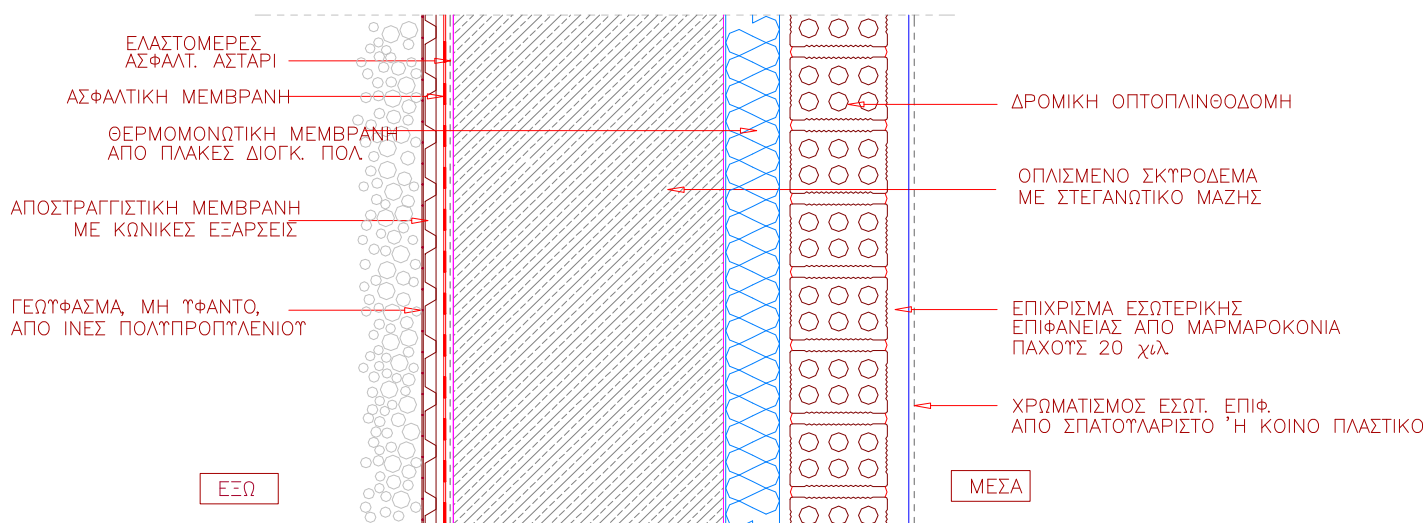 ΕΛΑΣΤΟΜΕΡΕΣ
ΑΣΦΑΛΤ. ΑΣΤΑΡΙ
ΑΣΦΑΛΤΙΚΗ ΜΕΜΒΡΑΝΗ
ΘΕΡΜΟΜΟΝΩΤΙΚΗ ΜΕΜΒΡΑΝΗ
ΑΠΟ ΠΛΑΚΕΣ ΔΙΟΓΚ. ΠΟΛ.
ΑΠΟΣΤΡΑΓΓΙΣΤΙΚΗ ΜΕΜΒΡΑΝΗ
ΜΕ ΚΩΝΙΚΕΣ ΕΞΑΡΣΕΙΣ
ΓΕΩΥΦΑΣΜΑ, ΜΗ ΥΦΑΝΤΟ,
ΑΠΟ ΙΝΕΣ ΠΟΛΥΠΡΟΠΥΛΕΝΙΟΥ
ΕΞΩ
ΔΡΟΜΙΚΗ ΟΠΤΟΠΛΙΝΘΟΔΟΜΗ
ΟΠΛΙΣΜΕΝΟ ΣΚΥΡΟΔΕΜΑ
ΜΕ ΣΤΕΓΑΝΩΤΙΚΟ ΜΑΖΗΣ
ΕΠΙΧΡΙΣΜΑ ΕΣΩΤΕΡΙΚΗΣ
ΕΠΙΦΑΝΕΙΑΣ ΑΠΟ ΜΑΡΜΑΡΟΚΟΝΙΑ
ΠΑΧΟΥΣ 20 χιλ.
ΧΡΩΜΑΤΙΣΜΟΣ ΕΣΩΤ. ΕΠΙΦ.
ΑΠΟ ΣΠΑΤΟΥΛΑΡΙΣΤΟ 'Η ΚΟΙΝΟ ΠΛΑΣΤΙΚΟ
ΜΕΣΑ